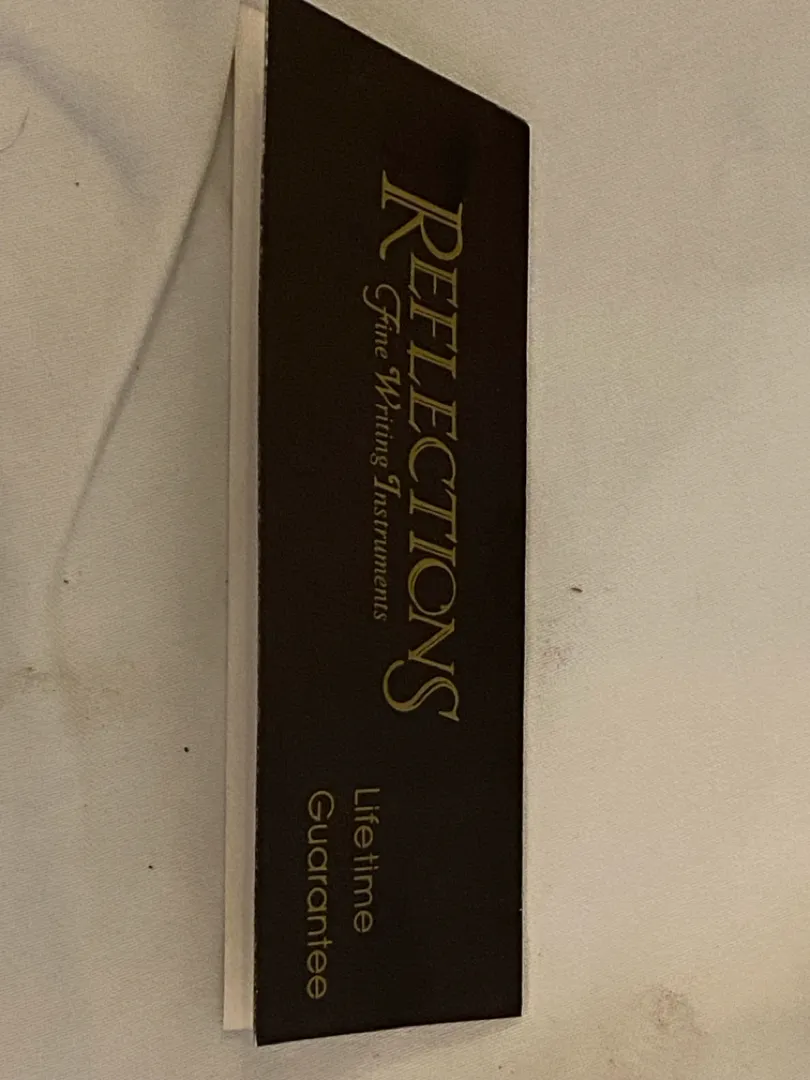 REFLECTIONS
Fine Writing Instruments
Lifetime
Guarantee